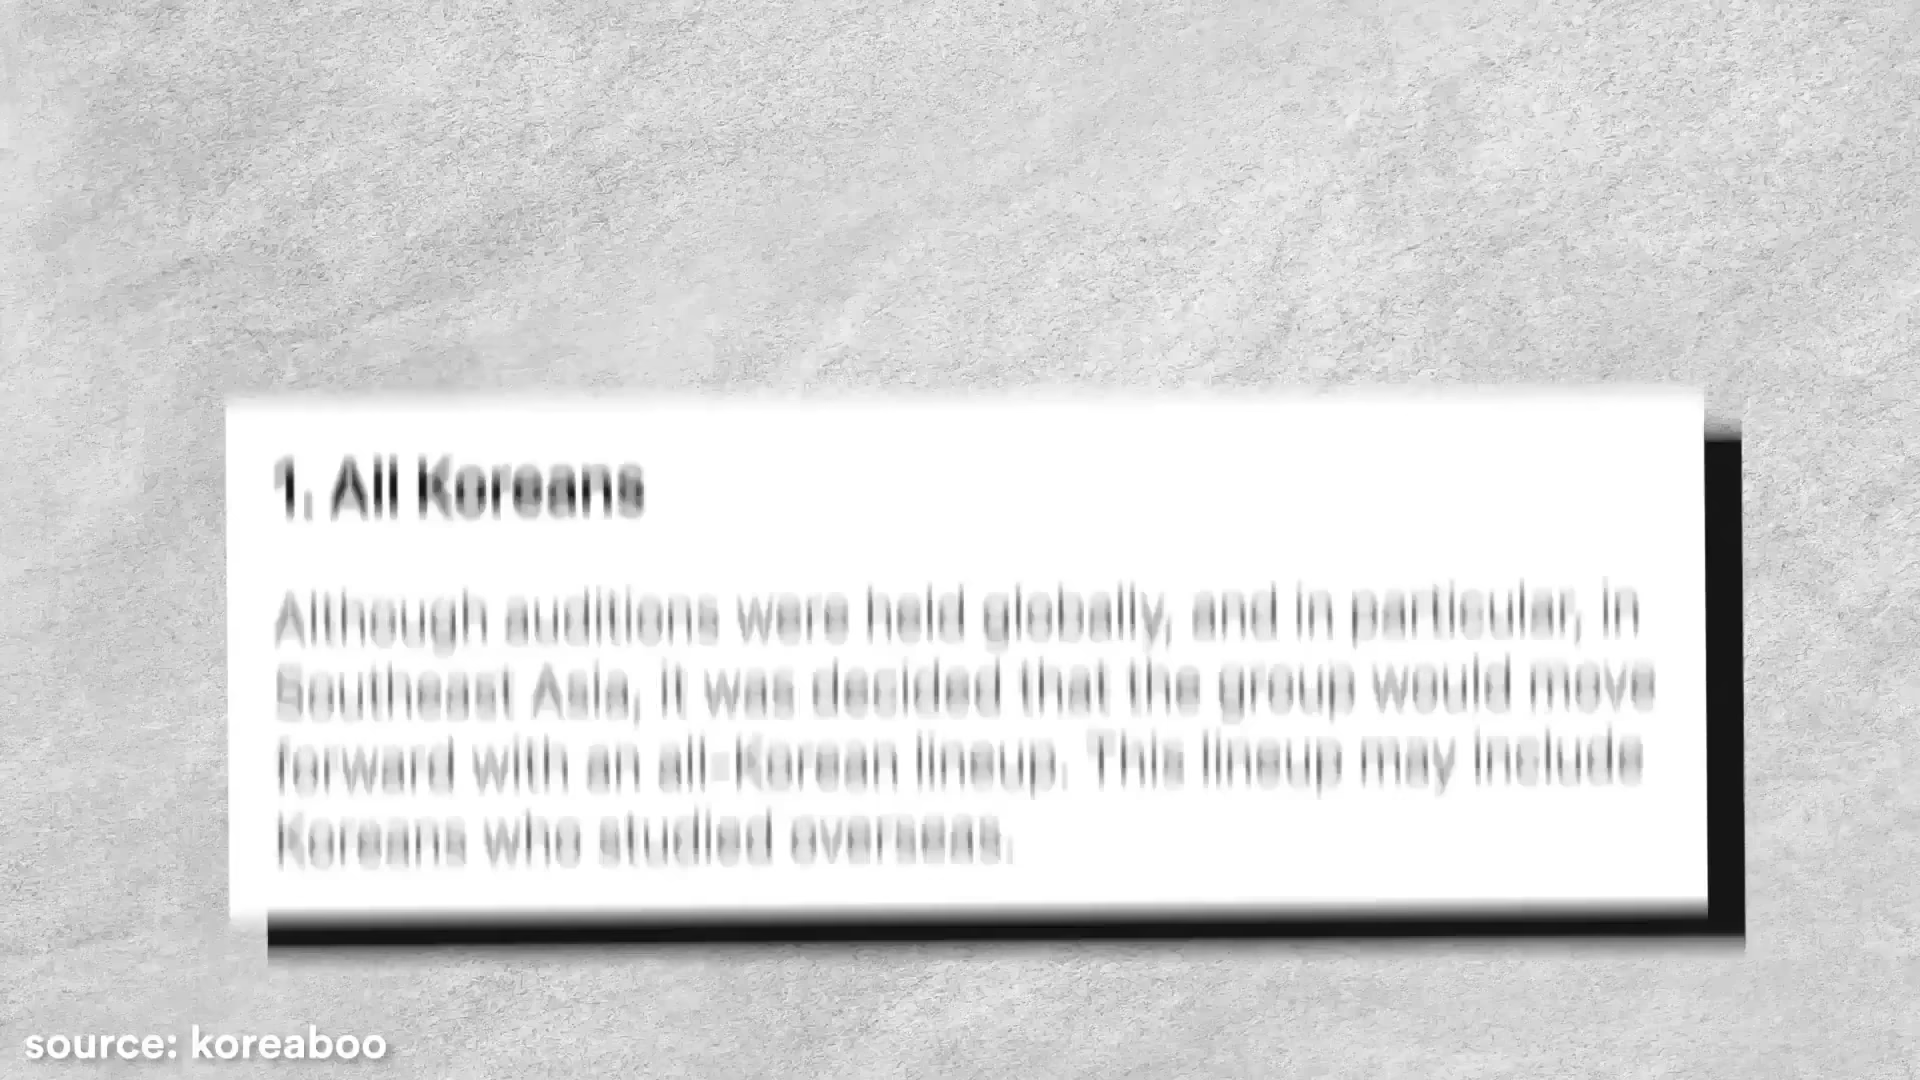 1. All Koreans
Although auditions were held globally, and in particular, in
Southeast Asia, it was decided that the group would move
forward with an all-Korean lineup. This lineup may include
Koreans who studied overseas.
source: koreaboo